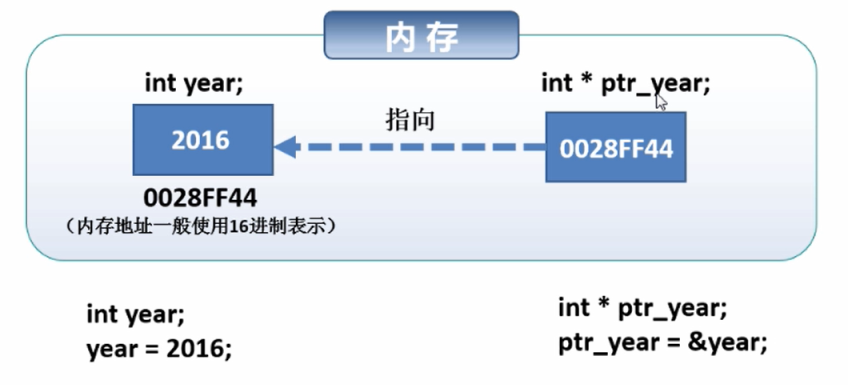 内存
int year;
int * ptr_year;
2016
指向
0028FF44
0028FF44
（内存地址一般使用16进制表示）
int year;
year = 2016;
int * ptr_year;
ptr_year = &year;